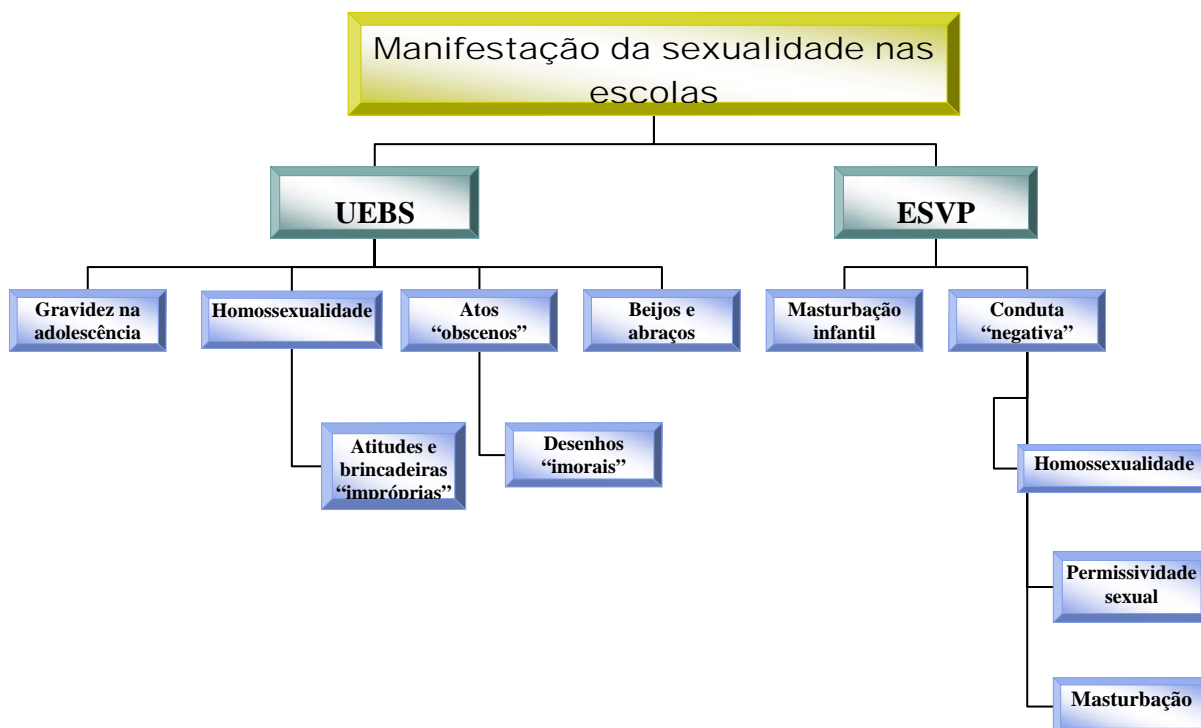 Manifestação da sexualidade nas
escolas
UEBS
ESVP
Gravidez na
adolescência
Homossexualidade
Atos
“obscenos”
Beijos e
abraços
Masturbação
infantil
Conduta
“negativa”
Atitudes e
brincadeiras
“impróprias”
Desenhos
“imorais”
Homossexualidade
Permissividade
sexual
Masturbação